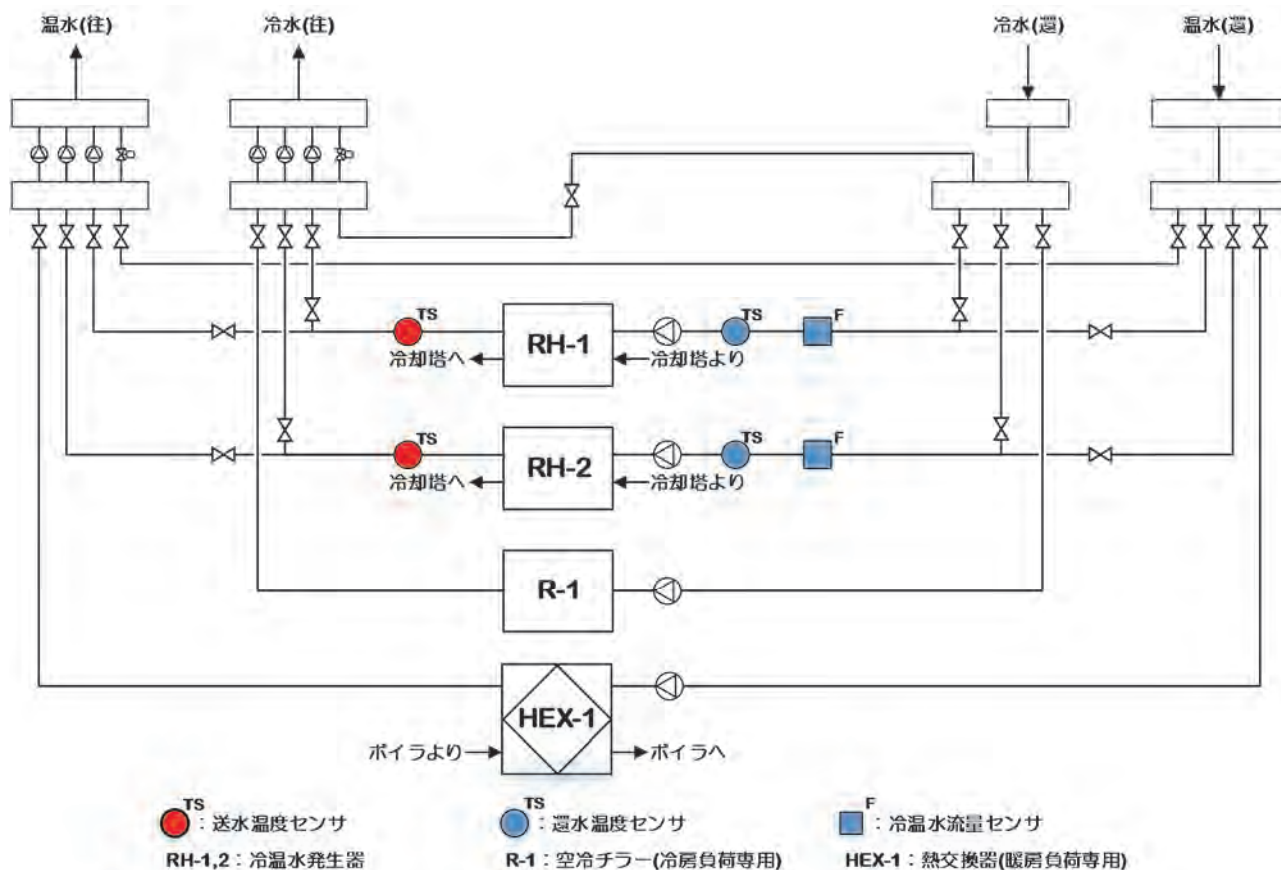 温水(往)
冷水(往)
冷水(還)
温水(還)
TS
RH-1
TS
F
冷却塔へ
冷却塔より
TS
RH-2
TS
F
冷却塔へ
冷却塔より
R-1
HEX-1
ボイラより
ボイラへ
TS
:送水温度センサ
TS
:還水温度センサ
F
:冷温水流量センサ
RH-1,2:冷温水発生器
R-1:空冷チラー(冷房負荷専用)
HEX-1:熱交換器(暖房負荷専用)